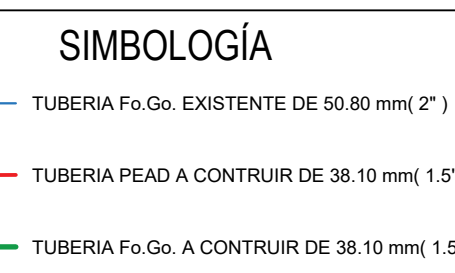 SIMBOLOGÍA
TUBERIA Fo.Go. EXISTENTE DE 50.80 mm( 2" )
TUBERIA PEAD A CONTRUIR DE 38.10 mm( 1.5"
TUBERIA Fo.Go. A CONTRUIR DE 38.10 mm( 1.5